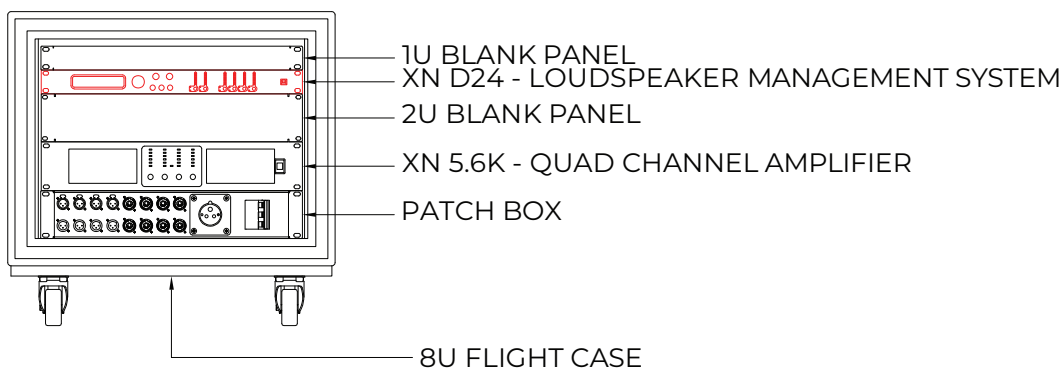 1U BLANK PANEL
XN D24 - LOUDSPEAKER MANAGEMENT SYSTEM
2U BLANK PANEL
XN 5.6K - QUAD CHANNEL AMPLIFIER
PATCH BOX
8U FLIGHT CASE